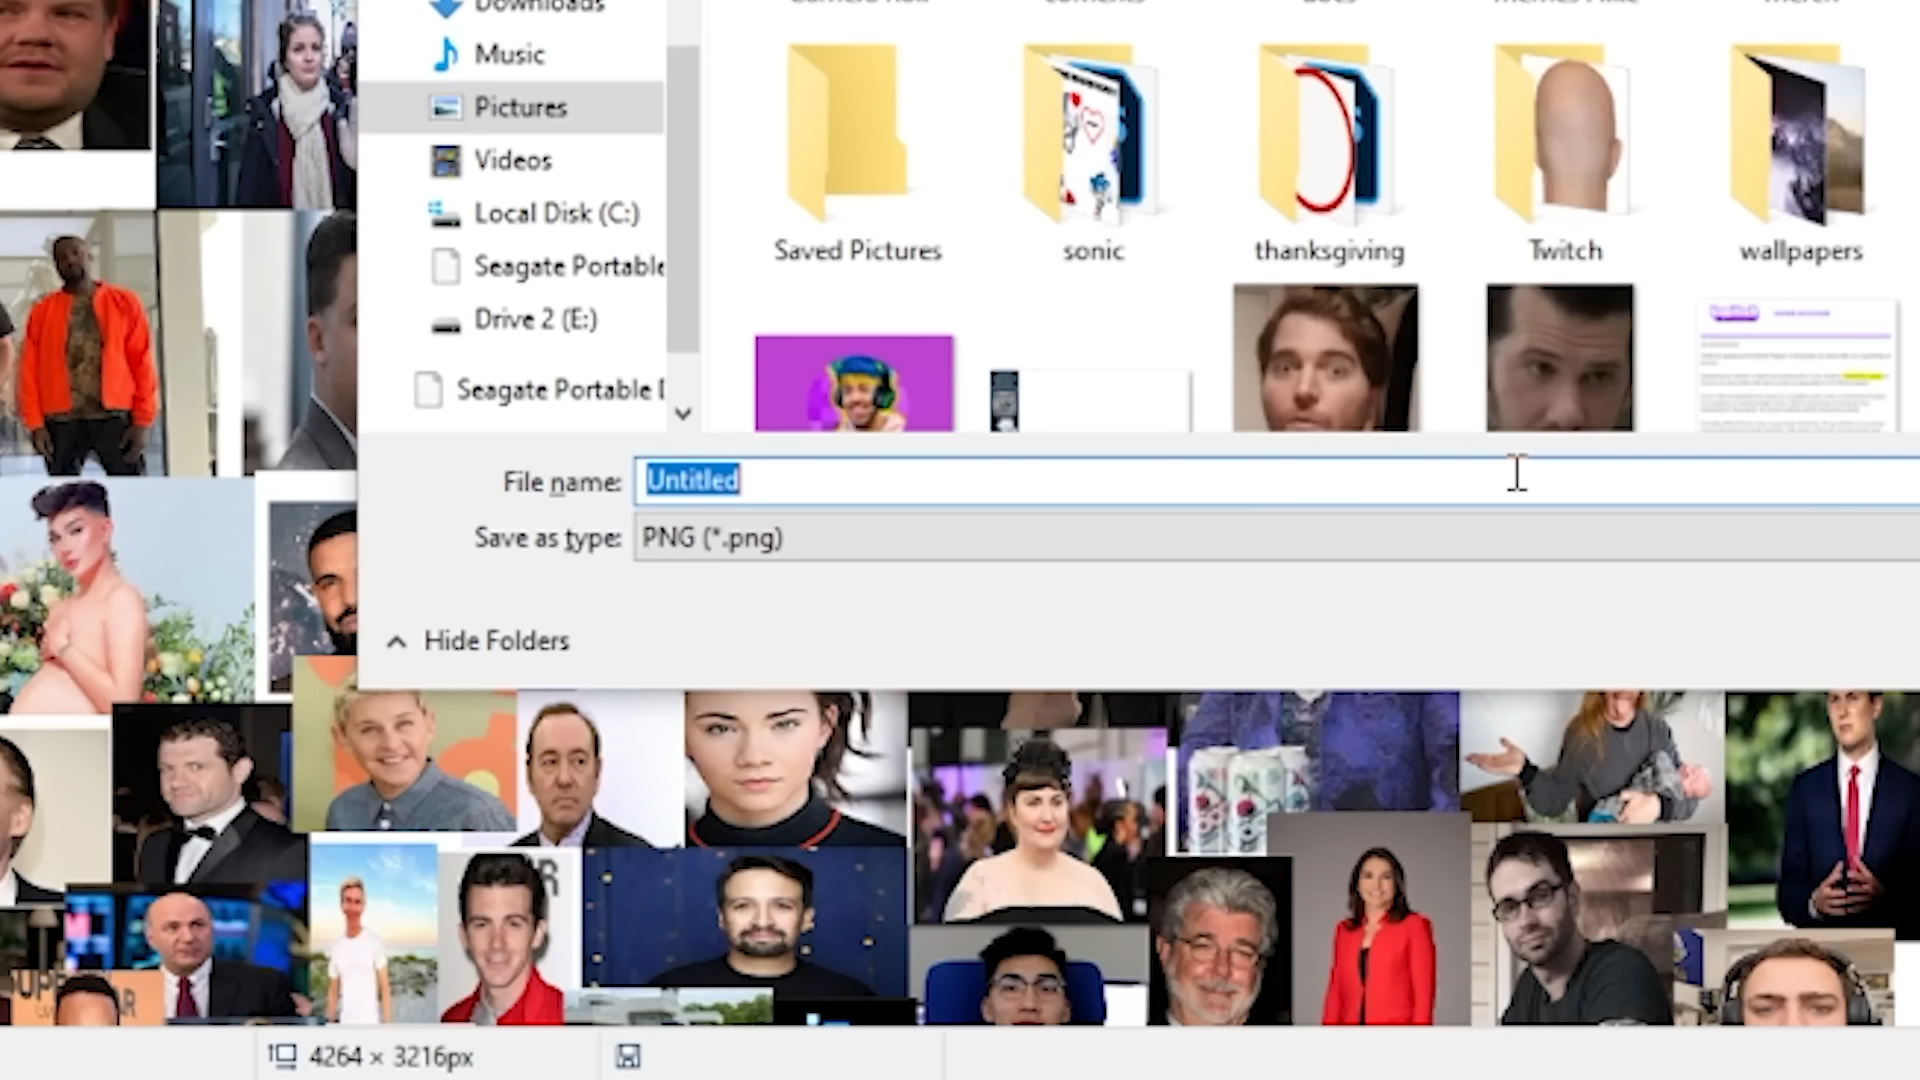 Downloads
Music
Pictures
Videos
Local Disk (C:)
Seagate Portable
Drive 2 (E:)
Seagate Portable D
Saved Pictures
sonic
thanksgiving
Twitch
wallpapers
File name: Untitled
Save as type: PNG (*.png)
Hide Folders
4264 × 3216px